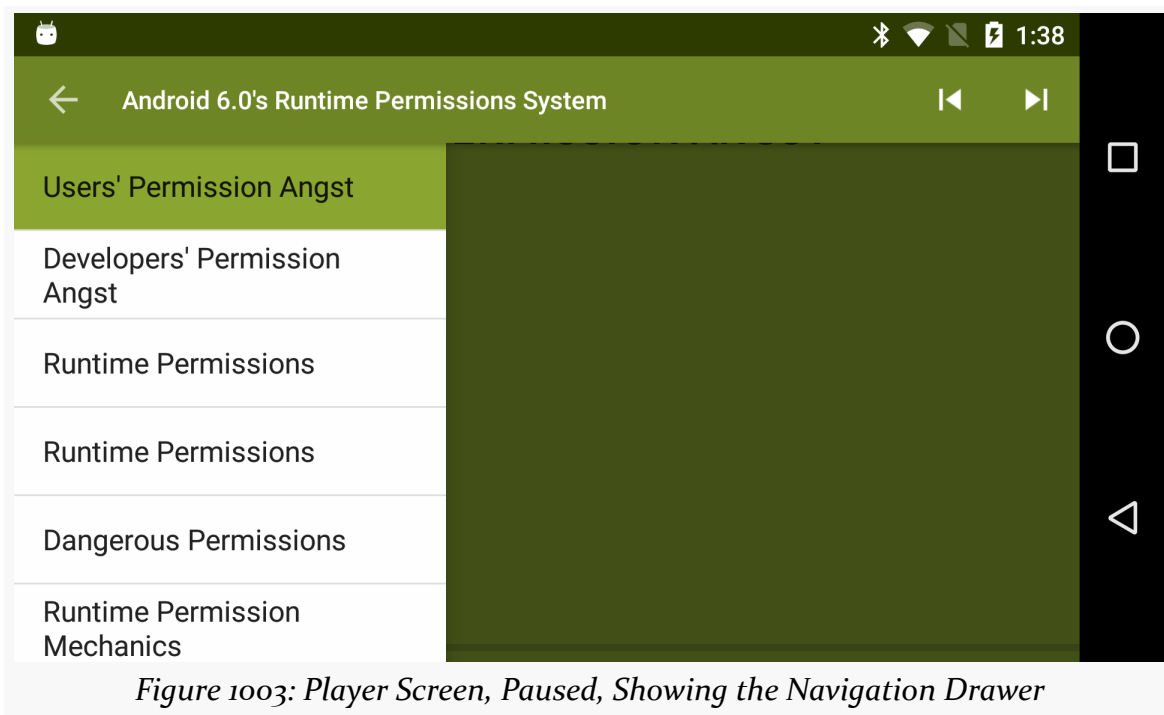 1:38
Android 6.0's Runtime Permissions System
Users' Permission Angst
Developers' Permission
Angst
Runtime Permissions
Runtime Permissions
Dangerous Permissions
Runtime Permission
Mechanics
Figure 1003: Player Screen, Paused, Showing the Navigation Drawer